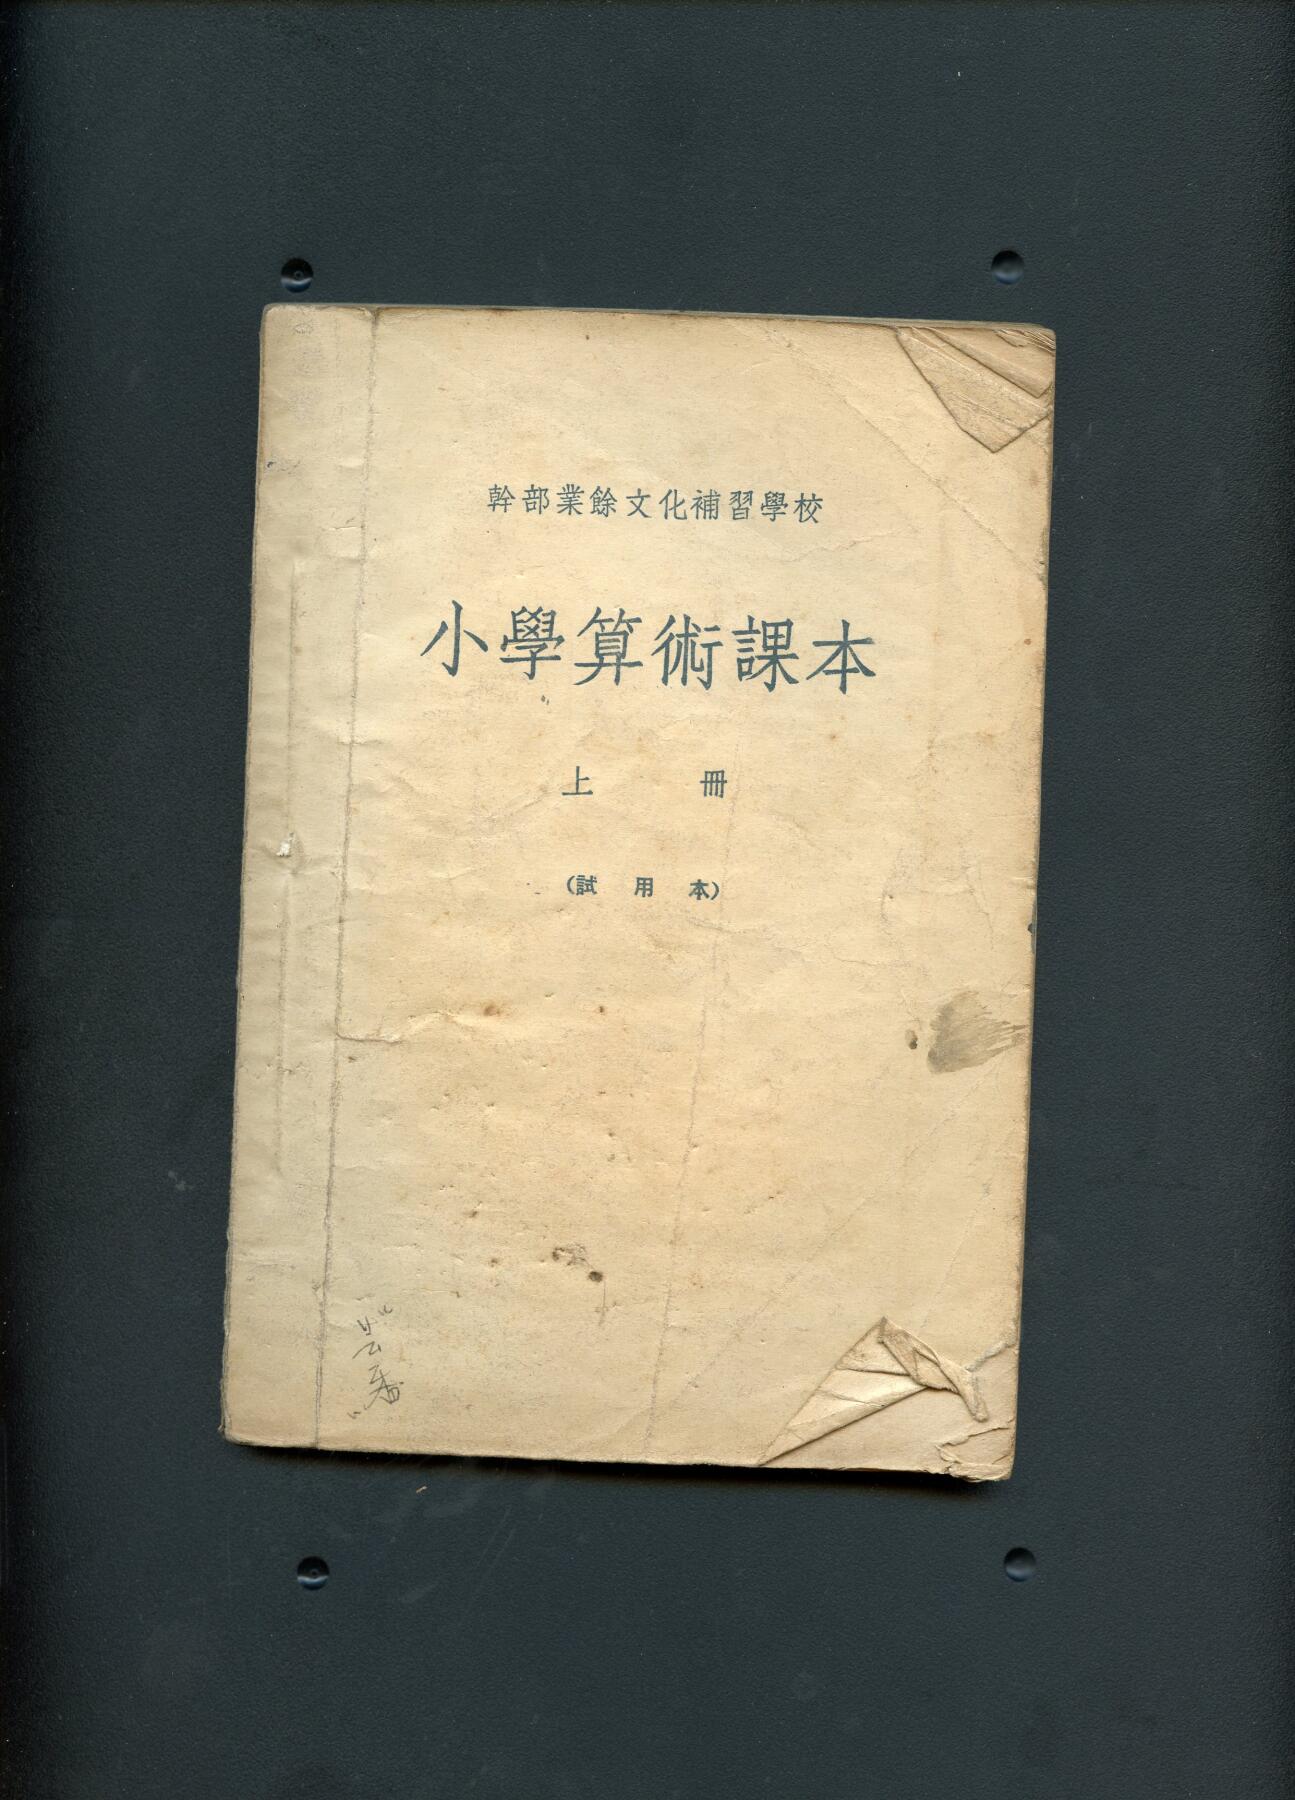 幹部業餘文化補習學校
小學算術課本
上 冊
(試 用 本)